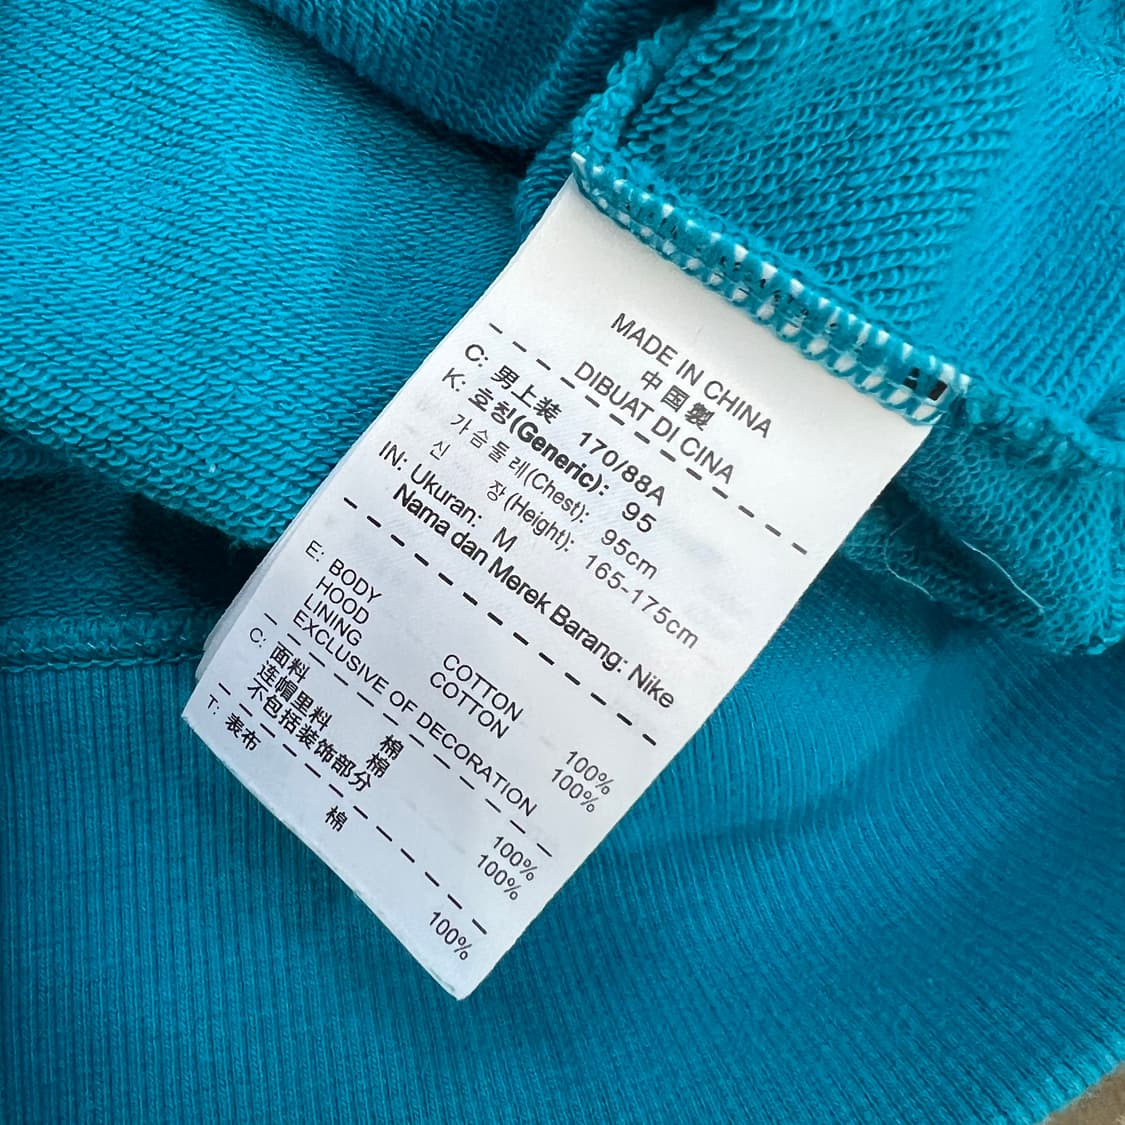 MADE IN CHINA
中国製
DIBUAT DI CINA
C: 男上装 170/88A
K: 호칭(Generic): 95
가슴둘레(Chest): 95cm
신 장(Height): 165-175cm
IN: Ukuran: M
Nama dan Merek Barang: Nike
E: BODY COTTON 100%
HOOD
LINING COTTON 100%
EXCLUSIVE OF DECORATION
C: 面料 棉 100%
连帽里料 棉 100%
不包括装饰部分
T: 表布 棉 100%